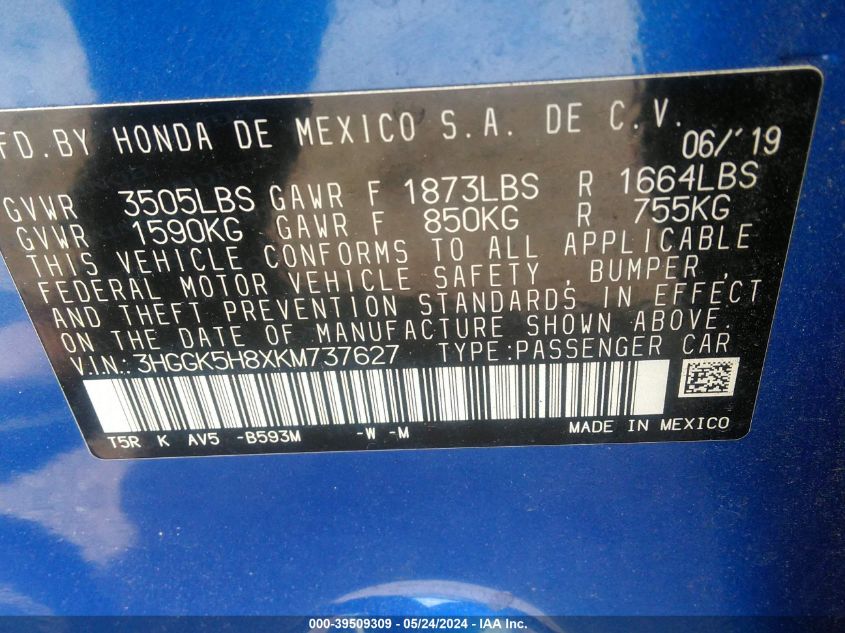 FD. BY HONDA DE MEXICO S.A. DE C.V. 06/'19
GVWR 3505LBS GAWR F 1873LBS R 1664LBS
GVWR 1590KG GAWR F 850KG R 755KG
THIS VEHICLE CONFORMS TO ALL APPLICABLE
FEDERAL MOTOR VEHICLE SAFETY , BUMPER ,
AND THEFT PREVENTION STANDARDS IN EFFECT
ON THE DATE OF MANUFACTURE SHOWN ABOVE.
V.I.N.: 3HGGK5H8XKM737627 TYPE:PASSENGER CAR
T5R K AV5 -B593M -W -M MADE IN MEXICO
000-39509309 - 05/24/2024 - IAA Inc.